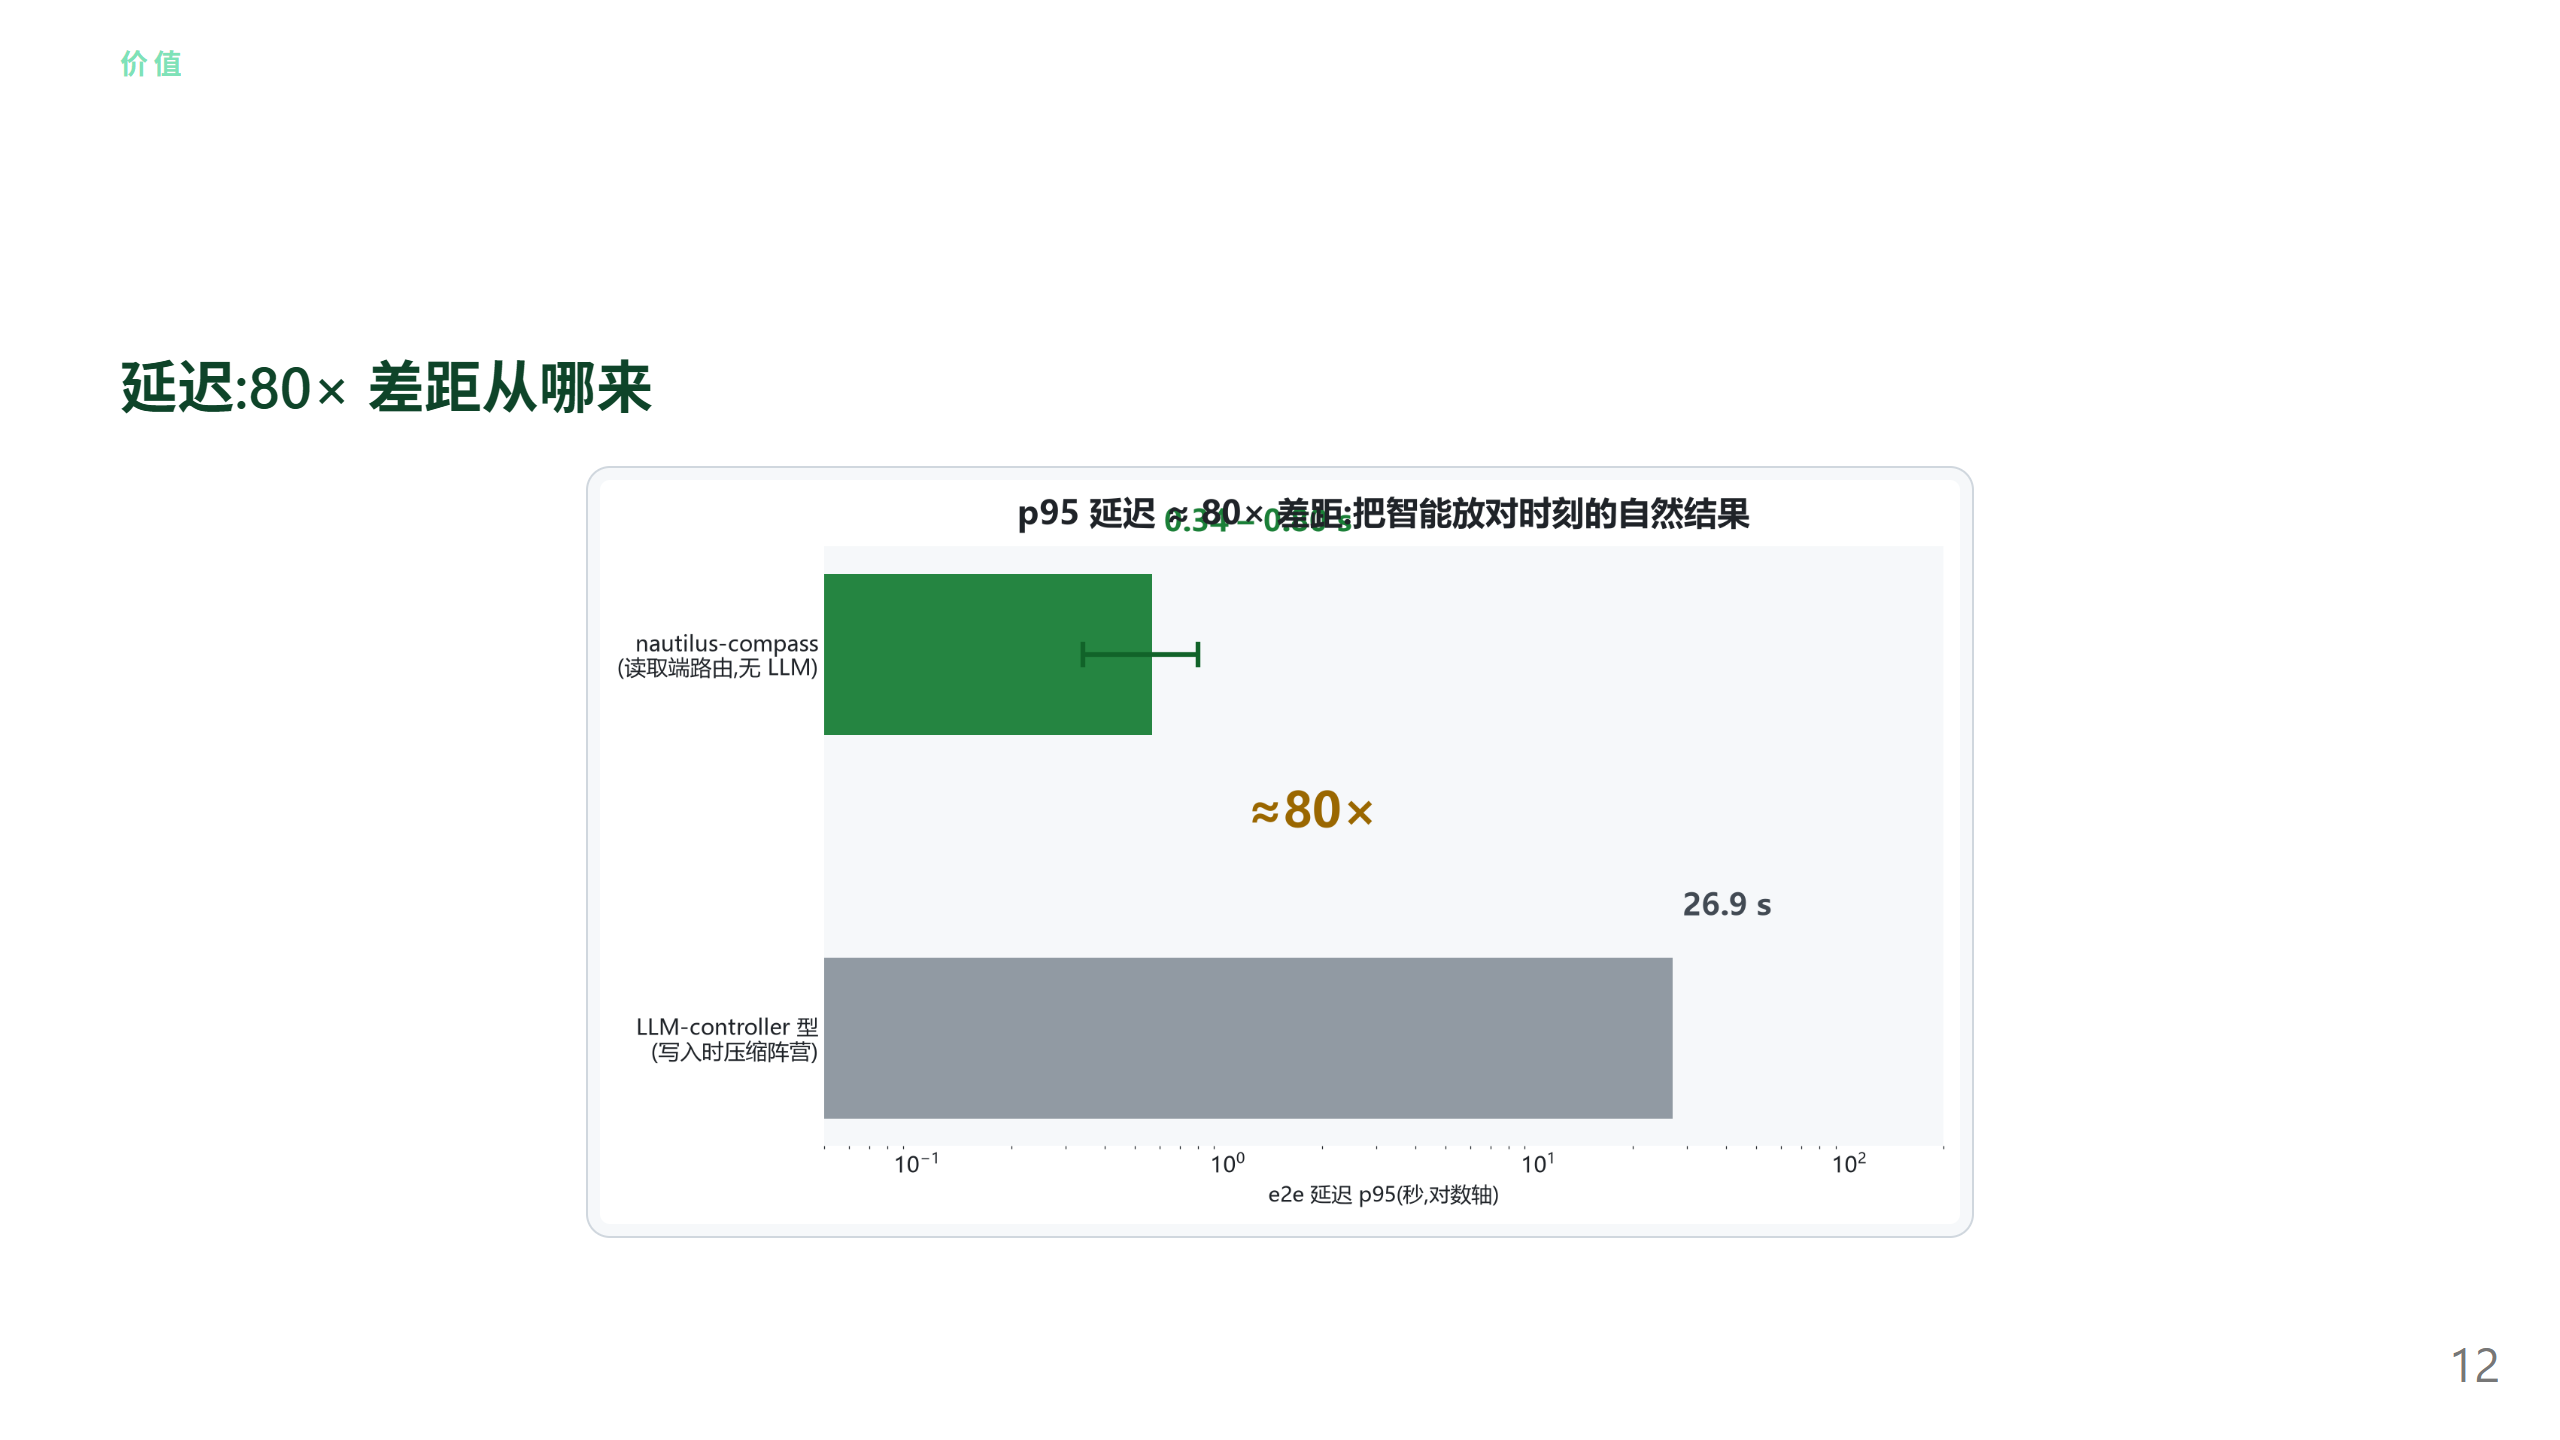 价值
延迟:80× 差距从哪来
p95 延迟 ≈ 80× 差距:把智能放对时刻的自然结果
nautilus-compass
(读取端路由,无 LLM)
≈80×
26.9 s
LLM-controller 型
(写入时压缩阵营)
10⁻¹ 10⁰ 10¹ 10²
e2e 延迟 p95(秒,对数轴)
12